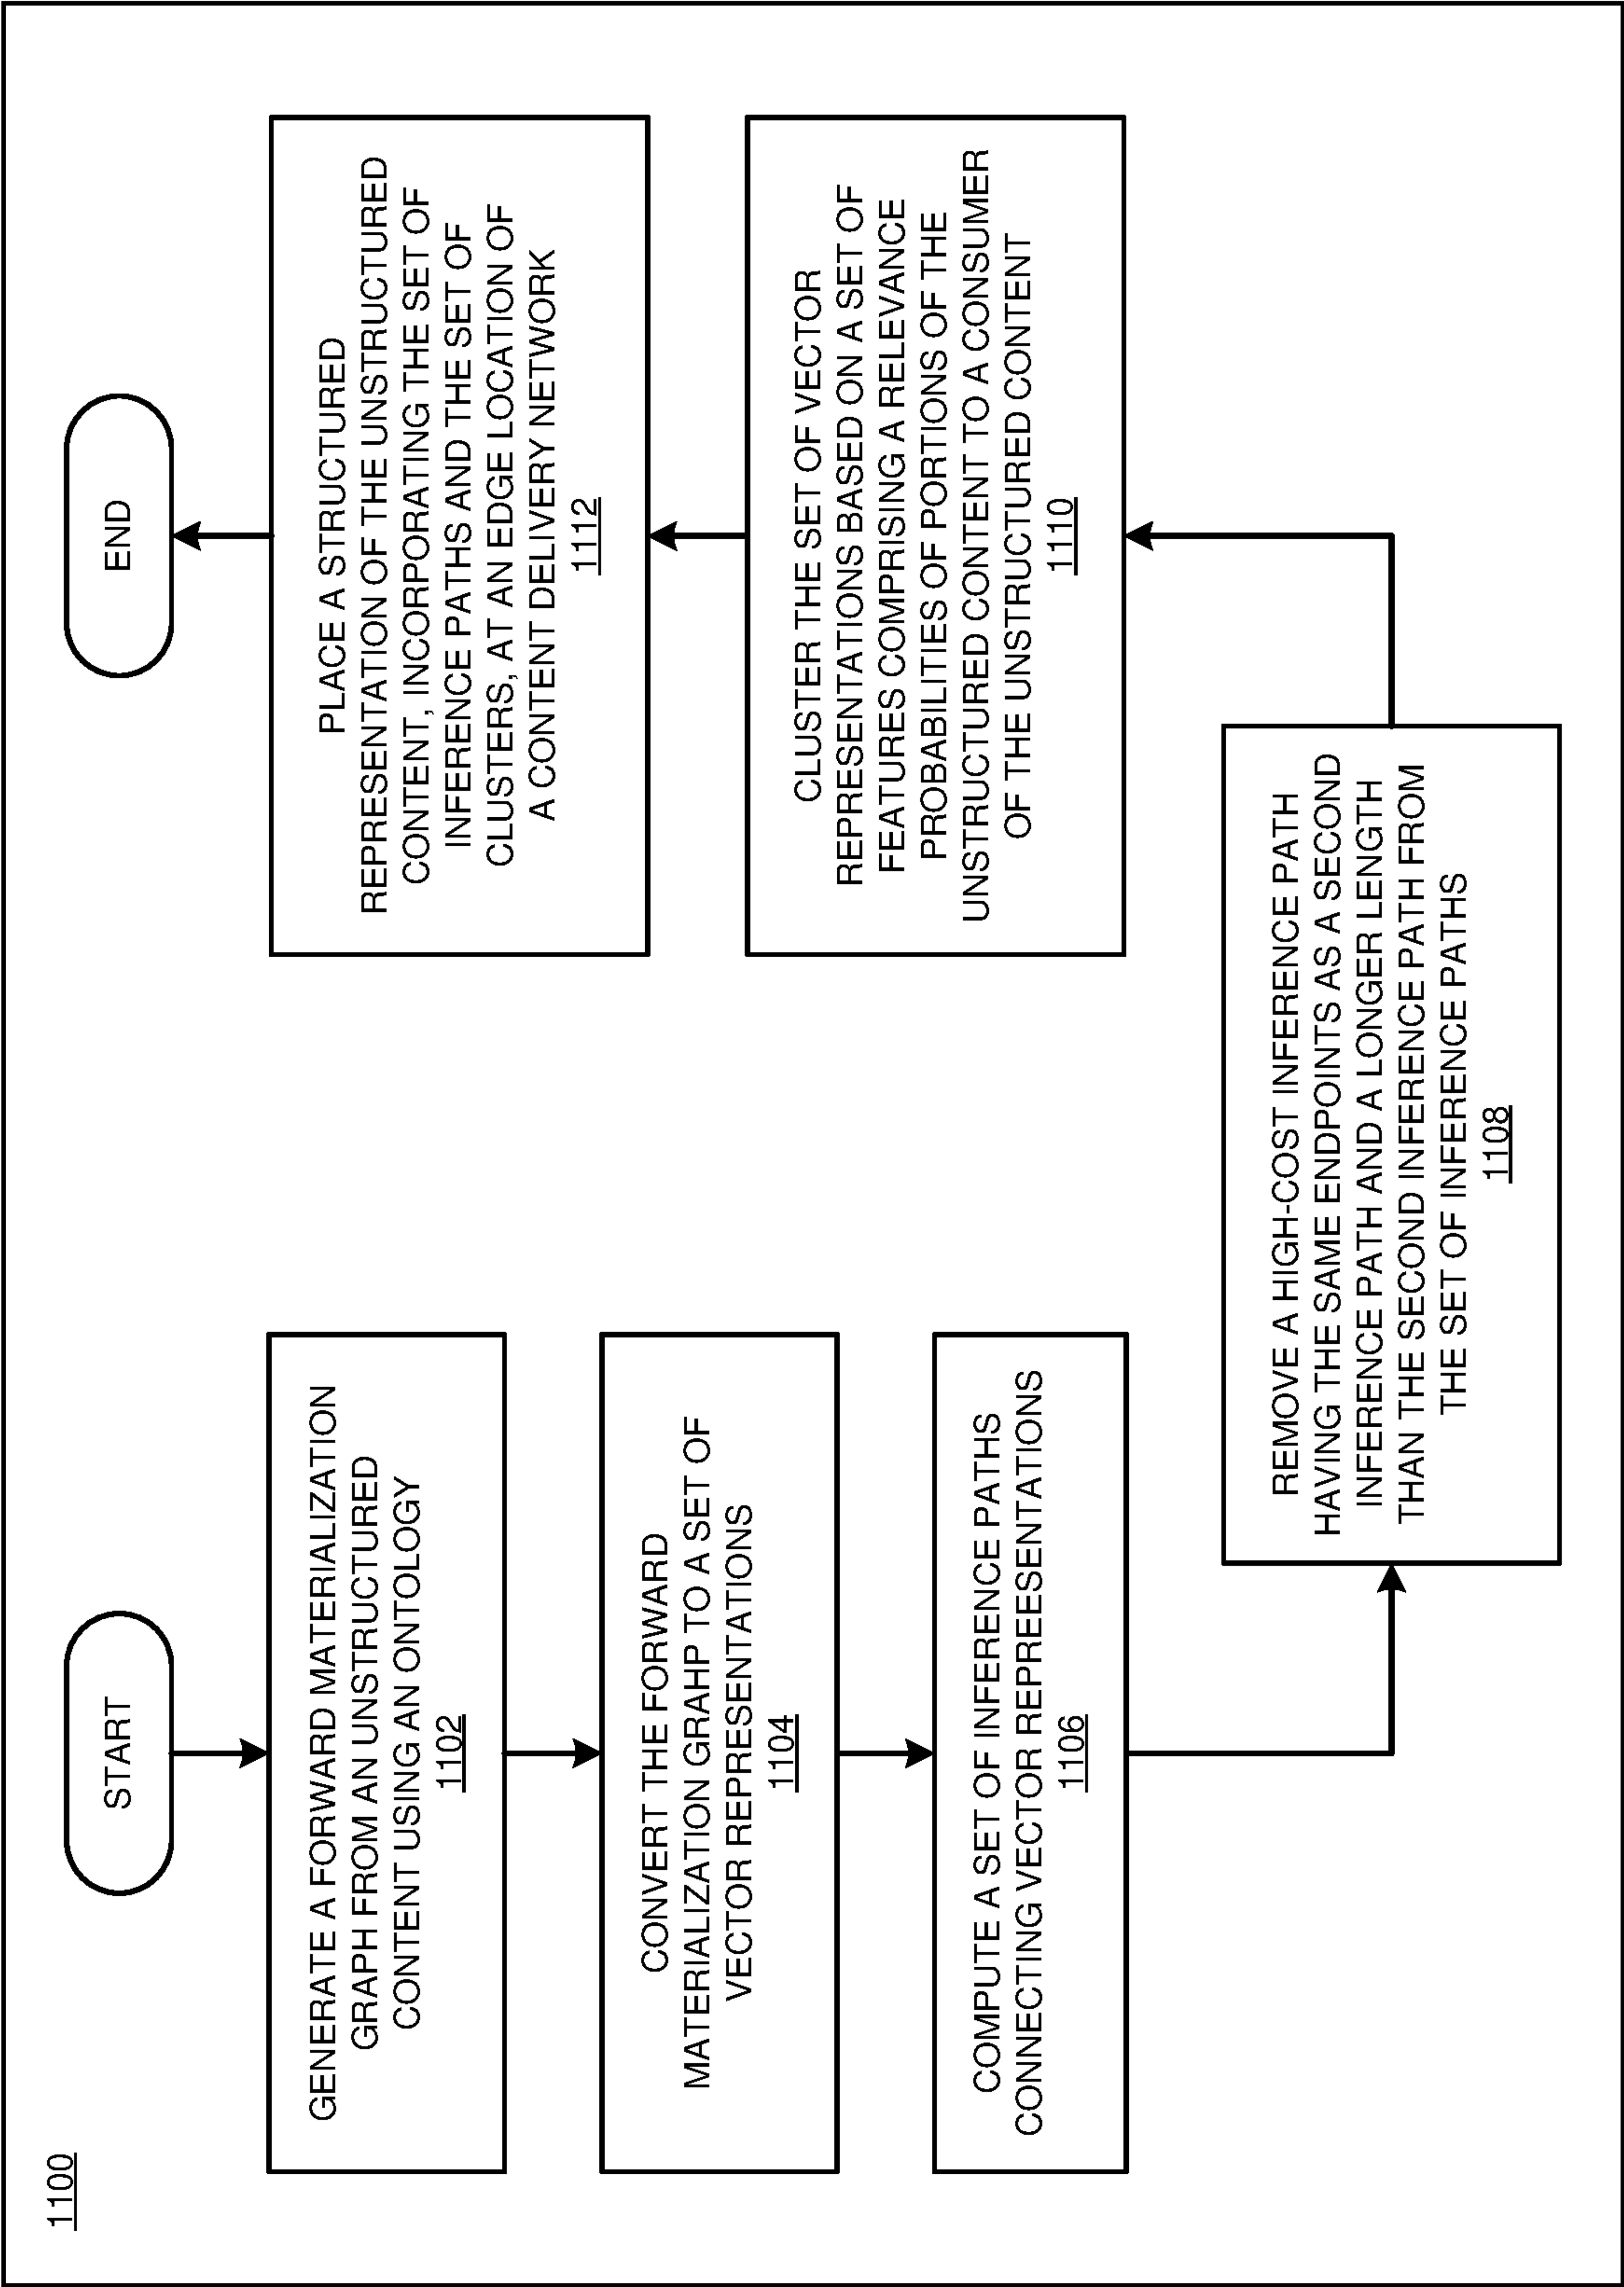 1100
START
GENERATE A FORWARD MATERIALIZATION
GRAPH FROM AN UNSTRUCTURED
CONTENT USING AN ONTOLOGY
1102
CONVERT THE FORWARD
MATERIALIZATION GRAHP TO A SET OF
VECTOR REPRESENTATIONS
1104
COMPUTE A SET OF INFERENCE PATHS
CONNECTING VECTOR REPREESENTATIONS
1106
REMOVE A HIGH-COST INFERENCE PATH
HAVING THE SAME ENDPOINTS AS A SECOND
INFERENCE PATH AND A LONGER LENGTH
THAN THE SECOND INFERENCE PATH FROM
THE SET OF INFERENCE PATHS
1108
CLUSTER THE SET OF VECTOR
REPRESENTATIONS BASED ON A SET OF
FEATURES COMPRISING A RELEVANCE
PROBABILITIES OF PORTIONS OF THE
UNSTRUCTURED CONTENT TO A CONSUMER
OF THE UNSTRUCTURED CONTENT
1110
PLACE A STRUCTURED
REPRESENTATION OF THE UNSTRUCTURED
CONTENT, INCORPORATING THE SET OF
INFERENCE PATHS AND THE SET OF
CLUSTERS, AT AN EDGE LOCATION OF
A CONTENT DELIVERY NETWORK
1112
END